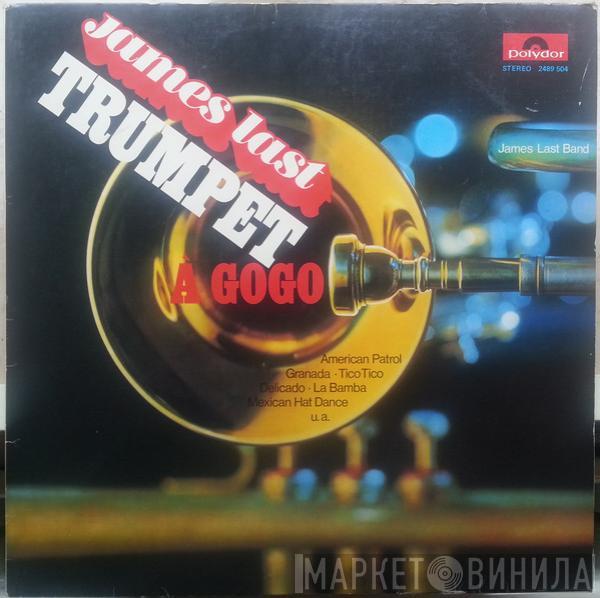 james last
TRUMPET
À GOGO
Polydor
STEREO 2489 504
James Last Band
American Patrol
Granada · Tico Tico
Delicado · La Bamba
Mexican Hat Dance
u. a.
МАРКЕТ ВИНИЛА